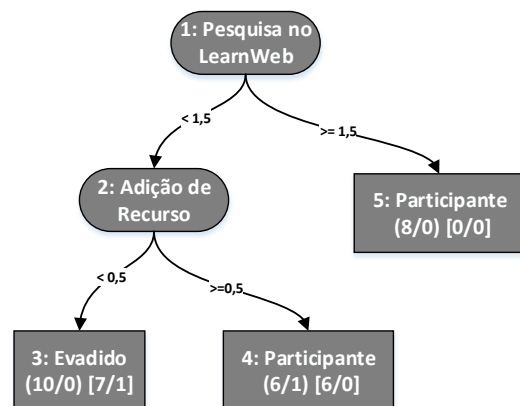 1: Pesquisa no
LearnWeb
< 1,5
>= 1,5
2: Adição de
Recurso
5: Participante
(8/0) [0/0]
< 0,5
>=0,5
3: Evadido
(10/0) [7/1]
4: Participante
(6/1) [6/0]